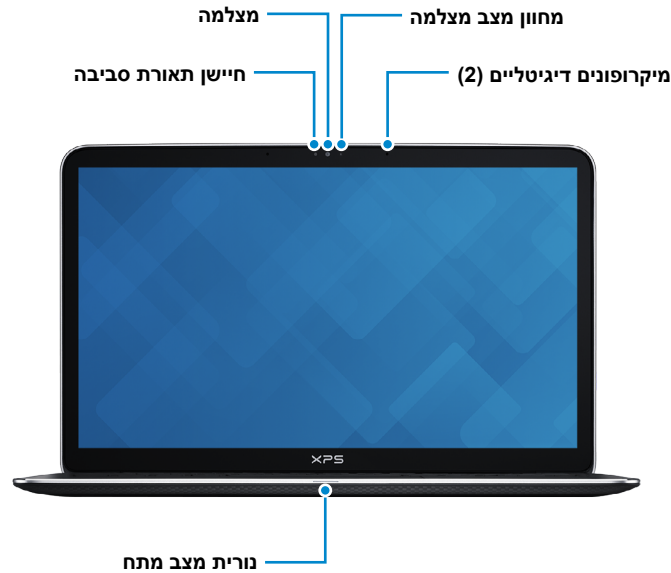 מחוון מצב מצלמה
מצלמה
מיקרופונים דיגיטליים (2)
חיישן תאורת סביבה
XPS
נורית מצב מתח